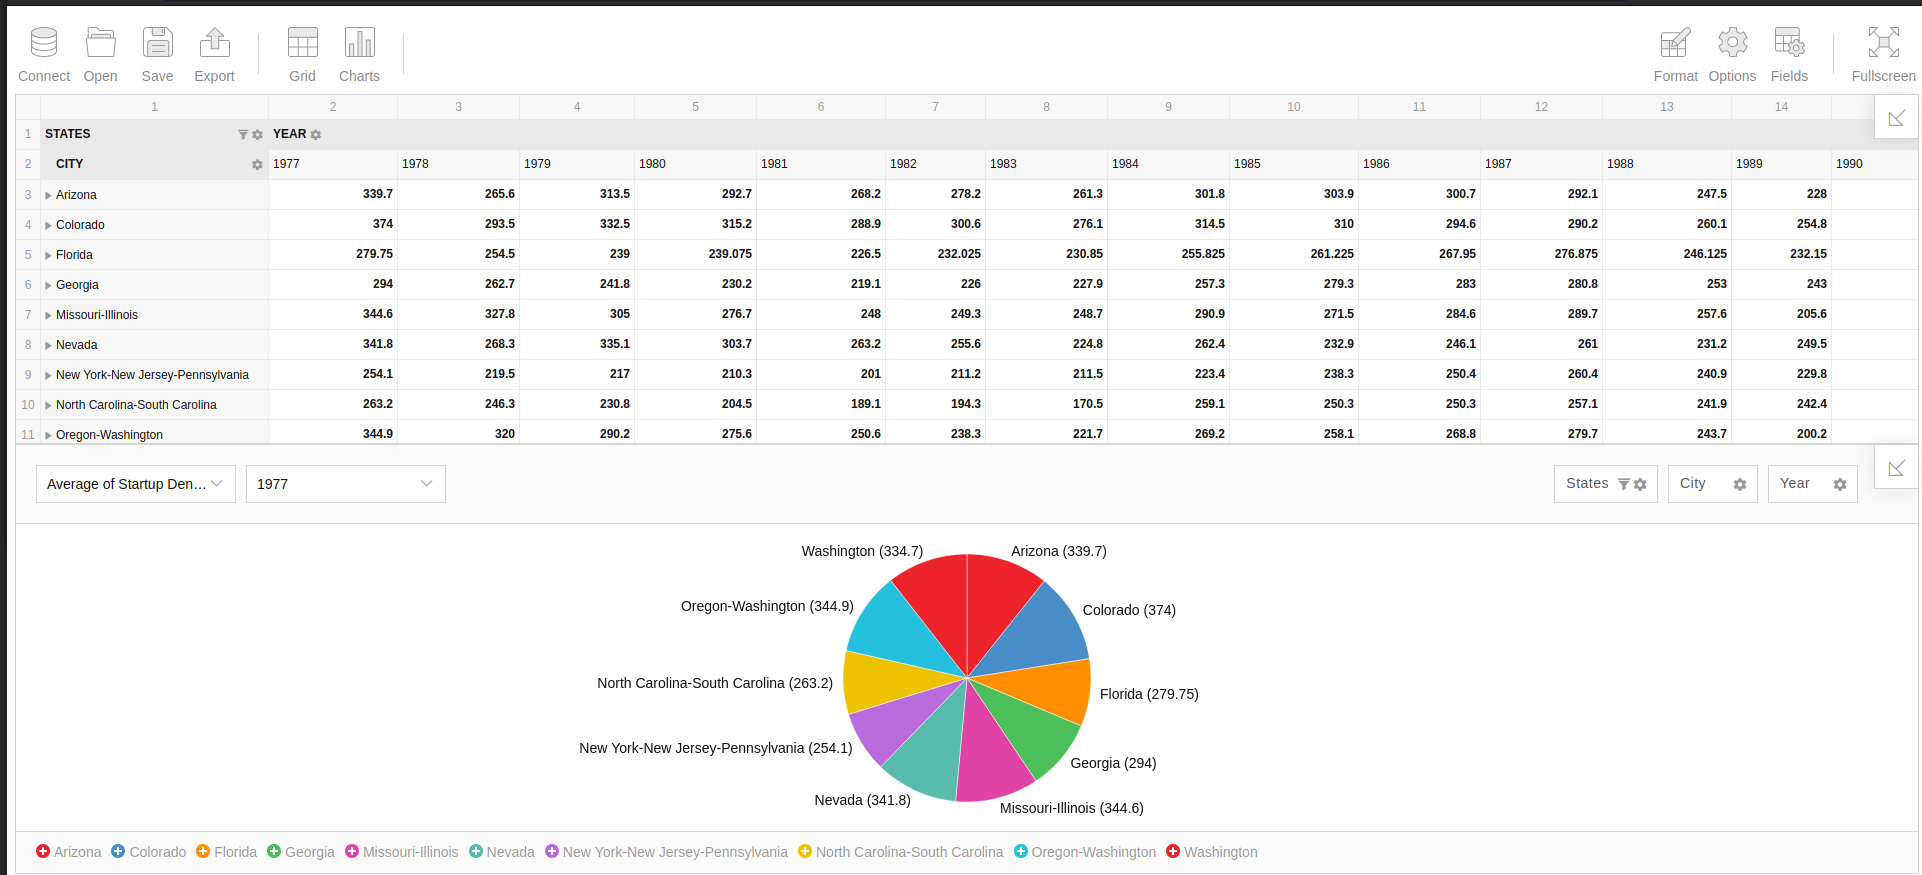 Connect Open Save Export Grid Charts Format Options Fields Fullscreen
1 2 3 4 5 6 7 8 9 10 11 12 13 14
1 STATES YEAR
2 CITY 1977 1978 1979 1980 1981 1982 1983 1984 1985 1986 1987 1988 1989 1990
3 Arizona 339.7 265.6 313.5 292.7 268.2 278.2 261.3 301.8 303.9 300.7 292.1 247.5 228
4 Colorado 374 293.5 332.5 315.2 288.9 300.6 276.1 314.5 310 294.6 290.2 260.1 254.8
5 Florida 279.75 254.5 239 239.075 226.5 232.025 230.85 255.825 261.225 267.95 276.875 246.125 232.15
6 Georgia 294 262.7 241.8 230.2 219.1 226 227.9 257.3 279.3 283 280.8 253 243
7 Missouri-Illinois 344.6 327.8 305 276.7 248 249.3 248.7 290.9 271.5 284.6 289.7 257.6 205.6
8 Nevada 341.8 268.3 335.1 303.7 263.2 255.6 224.8 262.4 232.9 246.1 261 231.2 249.5
9 New York-New Jersey-Pennsylvania 254.1 219.5 217 210.3 201 211.2 211.5 223.4 238.3 250.4 260.4 240.9 229.8
10 North Carolina-South Carolina 263.2 246.3 230.8 204.5 189.1 194.3 170.5 259.1 250.3 250.3 257.1 241.9 242.4
11 Oregon-Washington 344.9 320 290.2 275.6 250.6 238.3 221.7 269.2 258.1 268.8 279.7 243.7 200.2
Average of Startup Den... 1977 States City Year
Washington (334.7) Arizona (339.7)
Oregon-Washington (344.9) Colorado (374)
North Carolina-South Carolina (263.2) Florida (279.75)
New York-New Jersey-Pennsylvania (254.1) Georgia (294)
Nevada (341.8) Missouri-Illinois (344.6)
Arizona Colorado Florida Georgia Missouri-Illinois Nevada New York-New Jersey-Pennsylvania North Carolina-South Carolina Oregon-Washington Washington